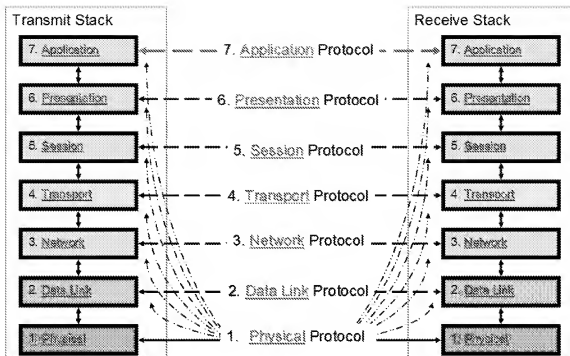 Transmit Stack
Receive Stack
7. Application
7. Application Protocol
7. Application
6. Presentation
6. Presentation Protocol
6. Presentation
5. Session
5. Session Protocol
5. Session
4. Transport
4. Transport Protocol
4. Transport
3. Network
3. Network Protocol
3. Network
2. Data Link
2. Data Link Protocol
2. Data Link
1. Physical
1. Physical Protocol
1. Physical